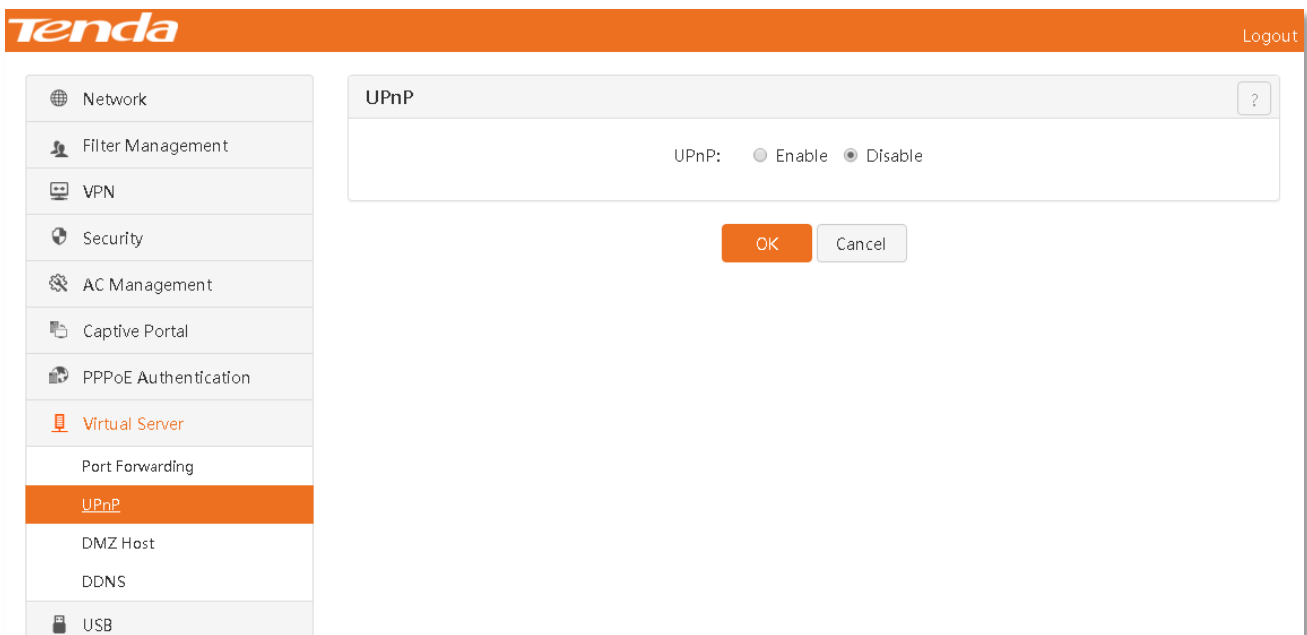 Tenda
Logout
Network
Filter Management
VPN
Security
AC Management
Captive Portal
PPPoE Authentication
Virtual Server
Port Forwarding
UPnP
DMZ Host
DDNS
USB
UPnP
?
UPnP: Enable Disable
OK Cancel